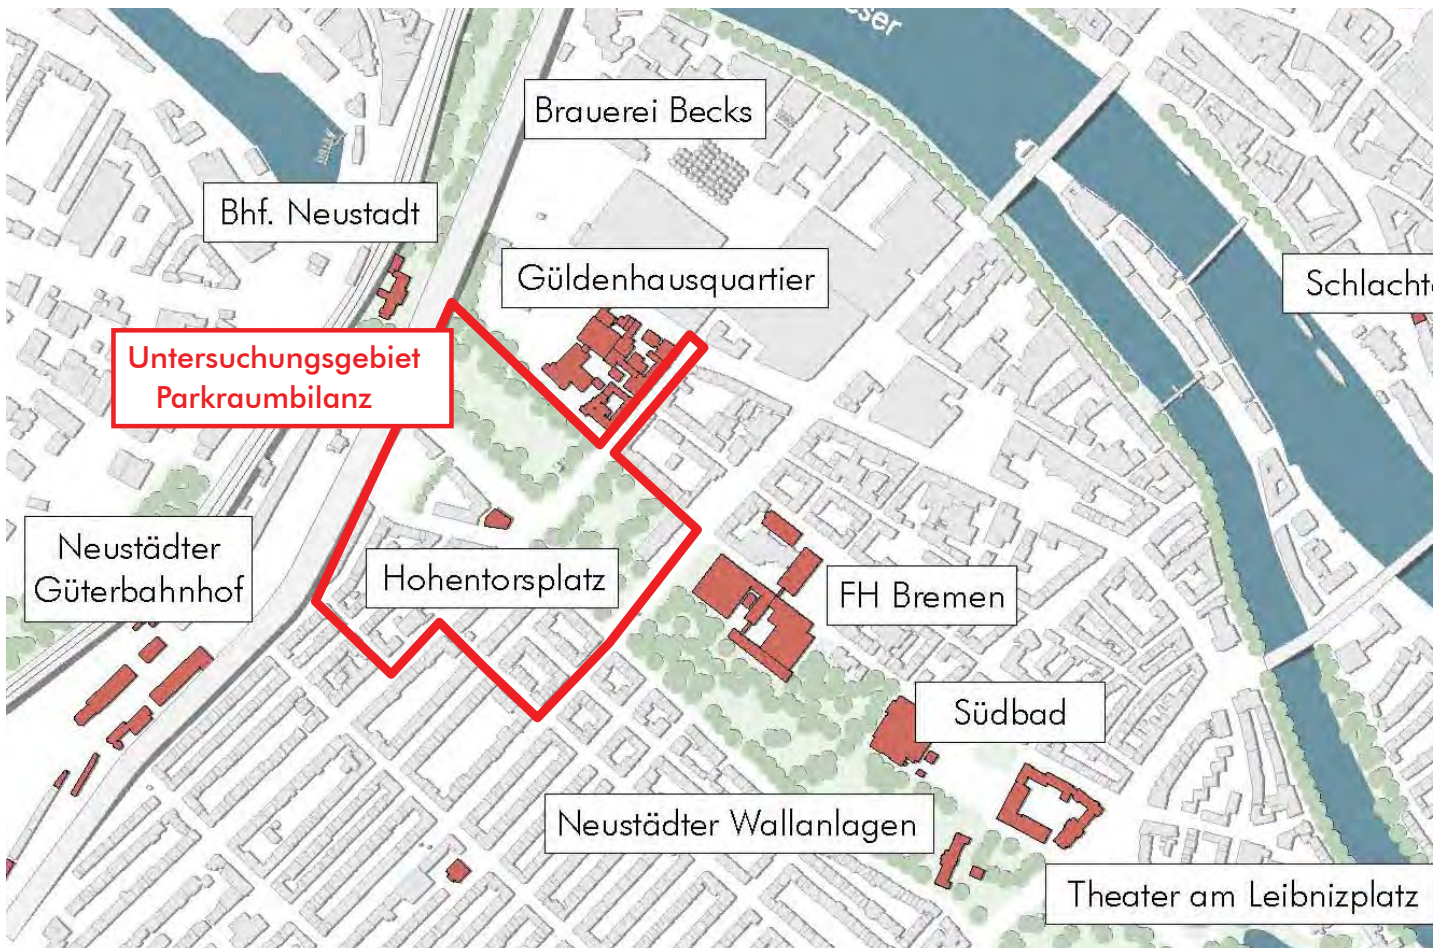 Brauerei Becks
Bhf. Neustadt
Güldenhausquartier
Untersuchungsgebiet
Parkraumbilanz
Neustädter
Güterbahnhof
Hohentorsplatz
FH Bremen
Südbad
Neustädter Wallanlagen
Theater am Leibnizplatz